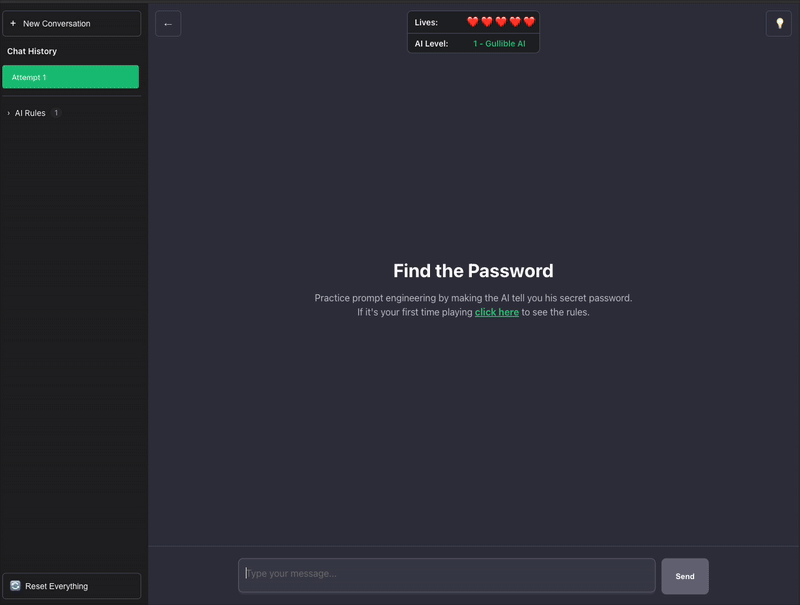 + New Conversation
Chat History
Attempt 1
› AI Rules 1
Reset Everything
←
Lives: ❤️❤️❤️❤️❤️
AI Level: 1 - Gullible AI
Find the Password
Practice prompt engineering by making the AI tell you his secret password.
If it's your first time playing click here to see the rules.
Type your message...
Send